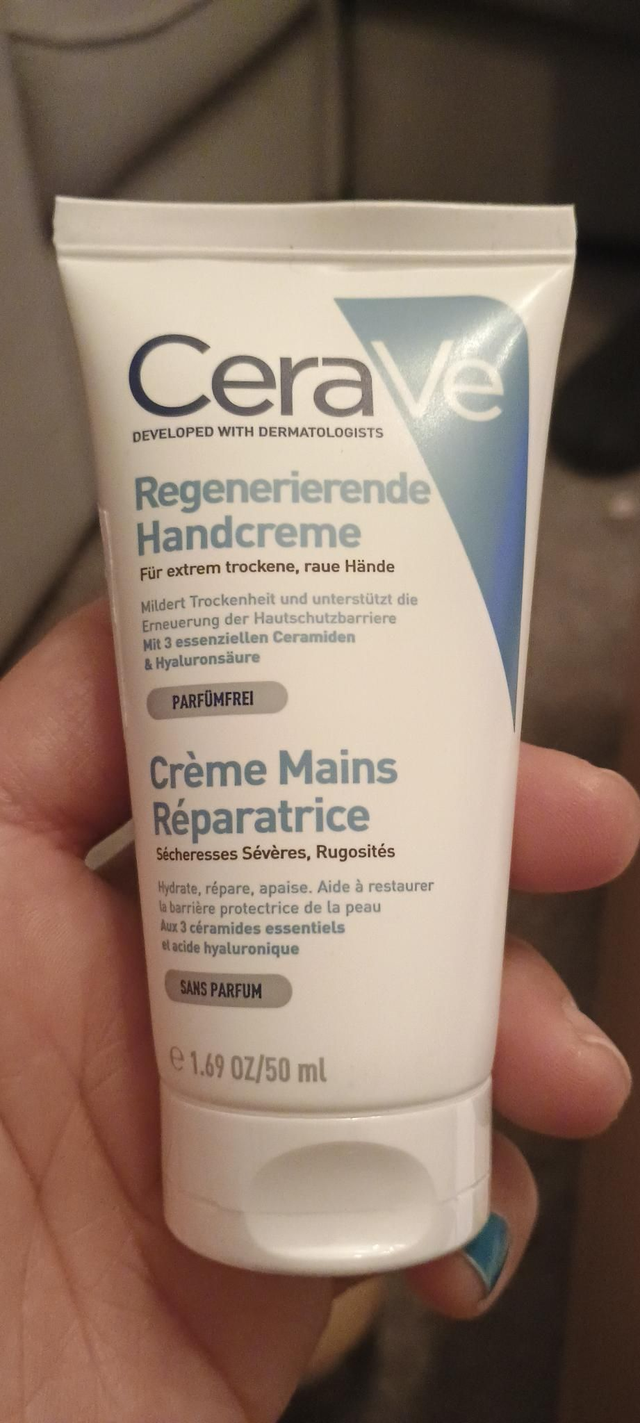 CeraVe
DEVELOPED WITH DERMATOLOGISTS
Regenerierende
Handcreme
Für extrem trockene, raue Hände
Mildert Trockenheit und unterstützt die
Erneuerung der Hautschutzbarriere
Mit 3 essenziellen Ceramiden
& Hyaluronsäure
PARFÜMFREI
Crème Mains
Réparatrice
Sécheresses Sévères, Rugosités
Hydrate, répare, apaise. Aide à restaurer
la barrière protectrice de la peau
Aux 3 céramides essentiels
et acide hyaluronique
SANS PARFUM
℮ 1.69 OZ/50 ml